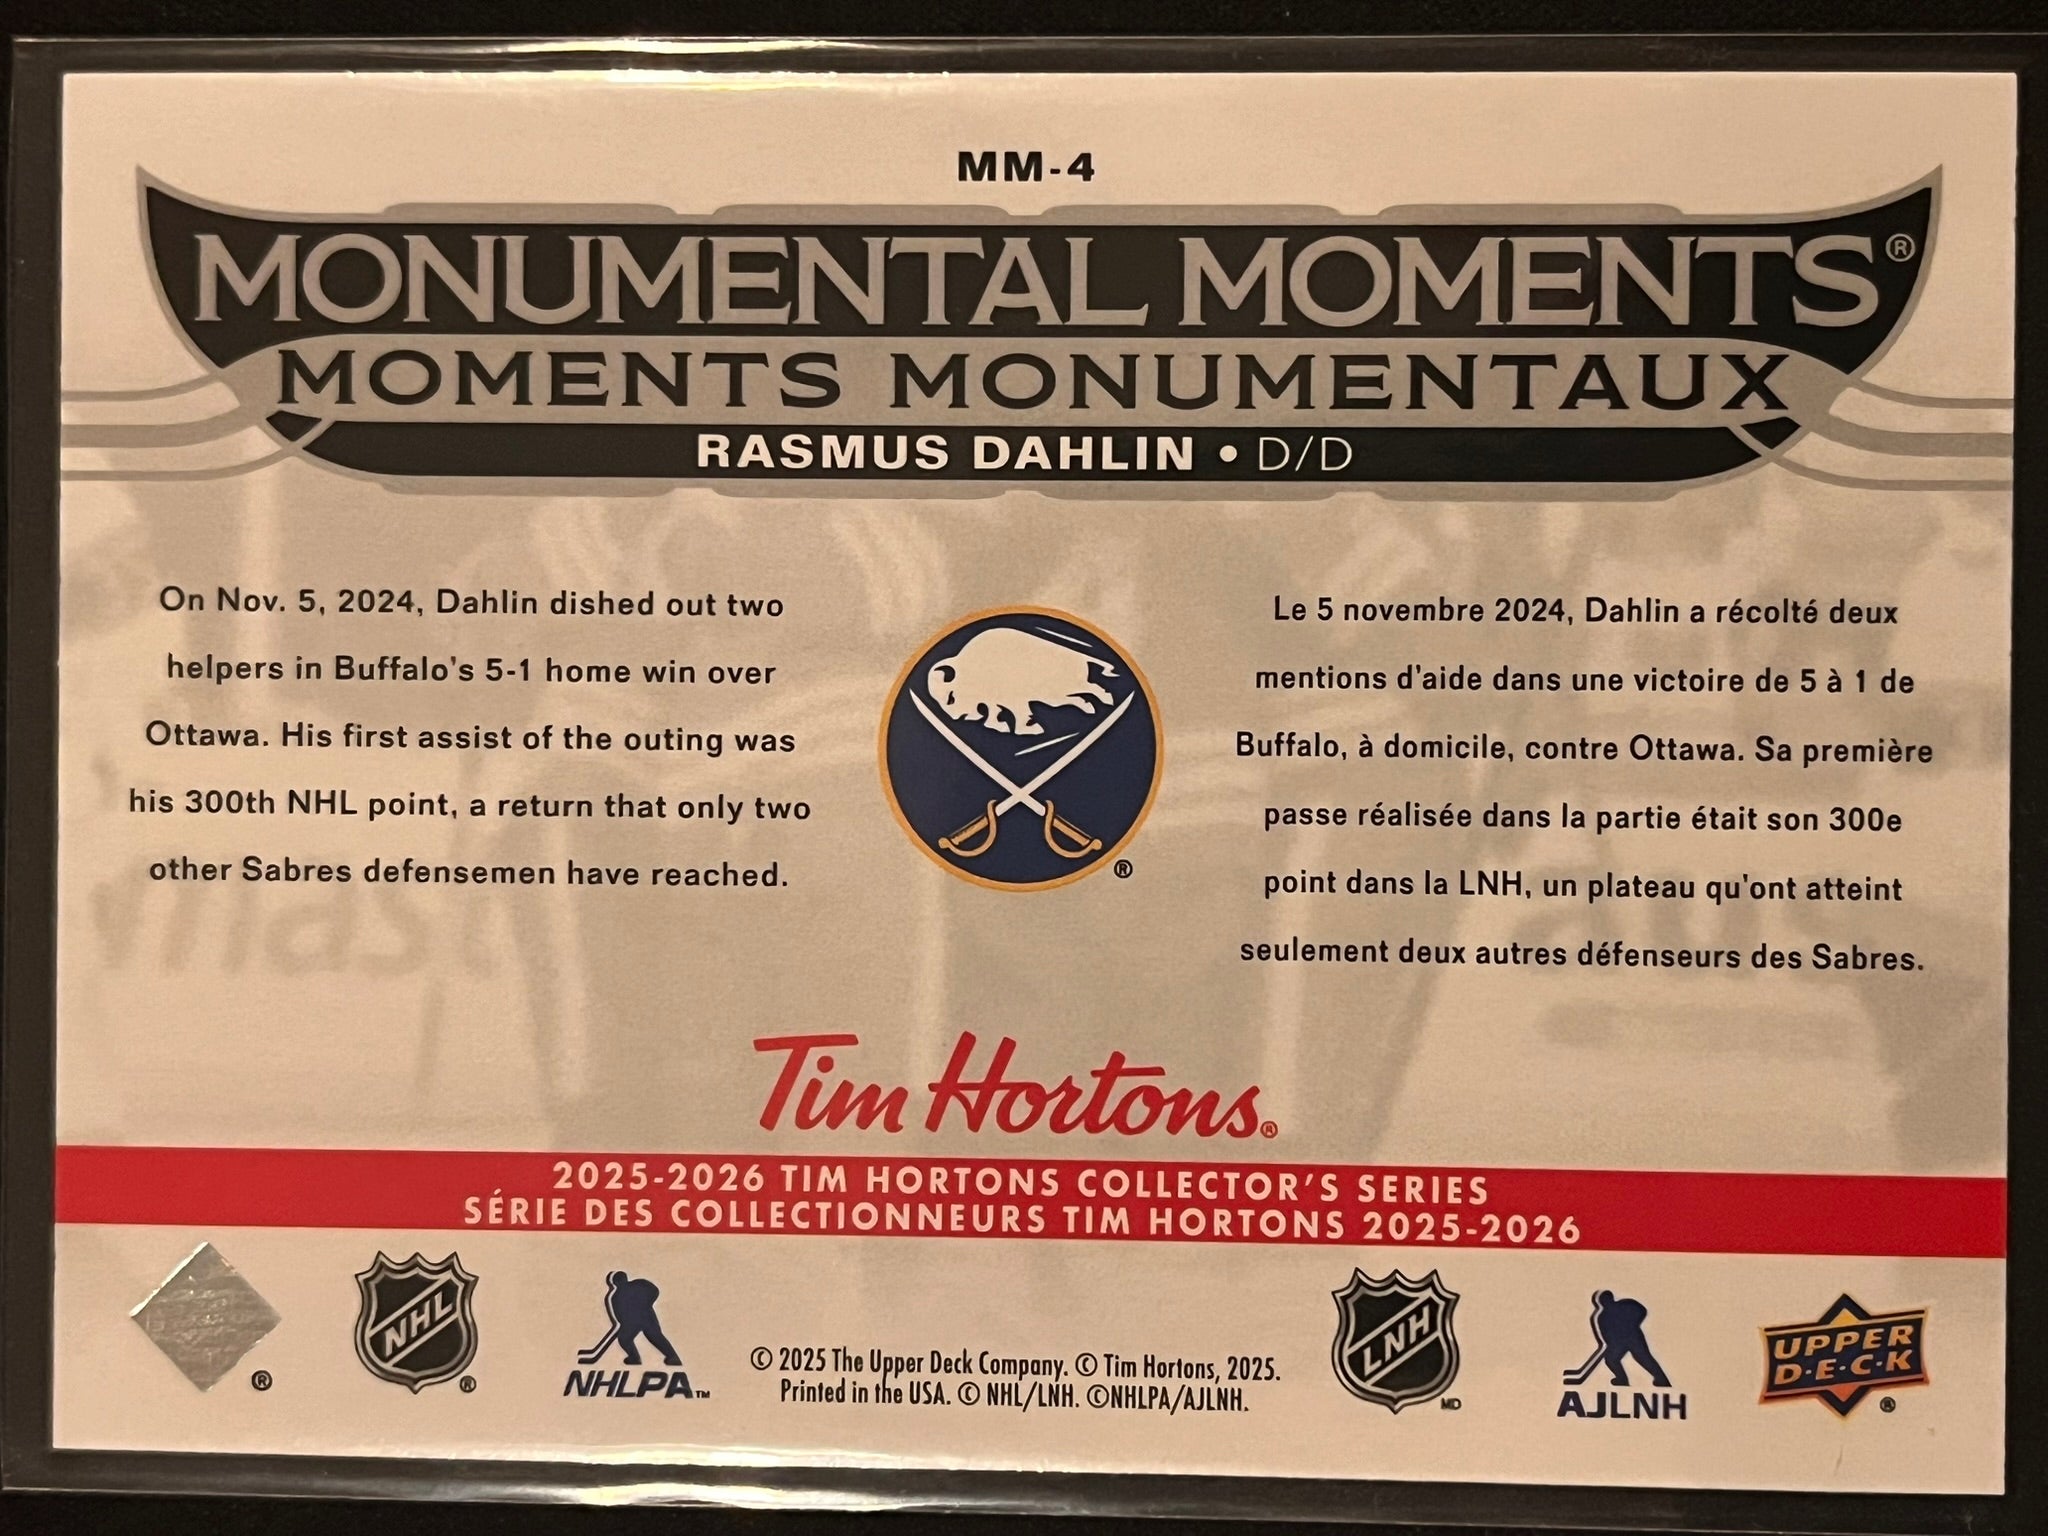 MM-4
MONUMENTAL MOMENTS®
MOMENTS MONUMENTAUX
RASMUS DAHLIN • D/D
On Nov. 5, 2024, Dahlin dished out two
helpers in Buffalo's 5-1 home win over
Ottawa. His first assist of the outing was
his 300th NHL point, a return that only two
other Sabres defensemen have reached.
®
Le 5 novembre 2024, Dahlin a récolté deux
mentions d'aide dans une victoire de 5 à 1 de
Buffalo, à domicile, contre Ottawa. Sa première
passe réalisée dans la partie était son 300e
point dans la LNH, un plateau qu'ont atteint
seulement deux autres défenseurs des Sabres.
Tim Hortons®
2025-2026 TIM HORTONS COLLECTOR'S SERIES
SÉRIE DES COLLECTIONNEURS TIM HORTONS 2025-2026
®
NHL ®
NHLPA™
© 2025 The Upper Deck Company. © Tim Hortons, 2025.
Printed in the USA. © NHL/LNH. ©NHLPA/AJLNH.
LNH MD
AJLNH
UPPER
D·E·C·K ®